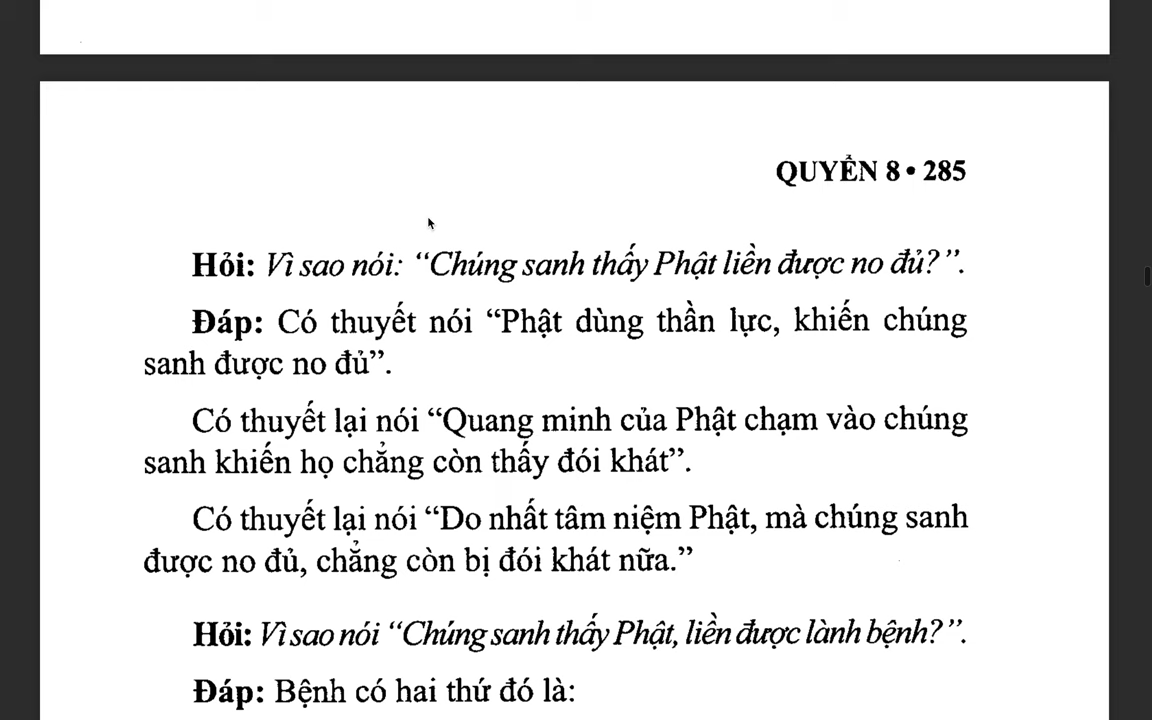 QUYỂN 8 • 285
Hỏi: Vì sao nói: “Chúng sanh thấy Phật liền được no đủ?”.
Đáp: Có thuyết nói “Phật dùng thần lực, khiến chúng
sanh được no đủ”.
Có thuyết lại nói “Quang minh của Phật chạm vào chúng
sanh khiến họ chẳng còn thấy đói khát”.
Có thuyết lại nói “Do nhất tâm niệm Phật, mà chúng sanh
được no đủ, chẳng còn bị đói khát nữa.”
Hỏi: Vì sao nói “Chúng sanh thấy Phật, liền được lành bệnh?”.
Đáp: Bệnh có hai thứ đó là: